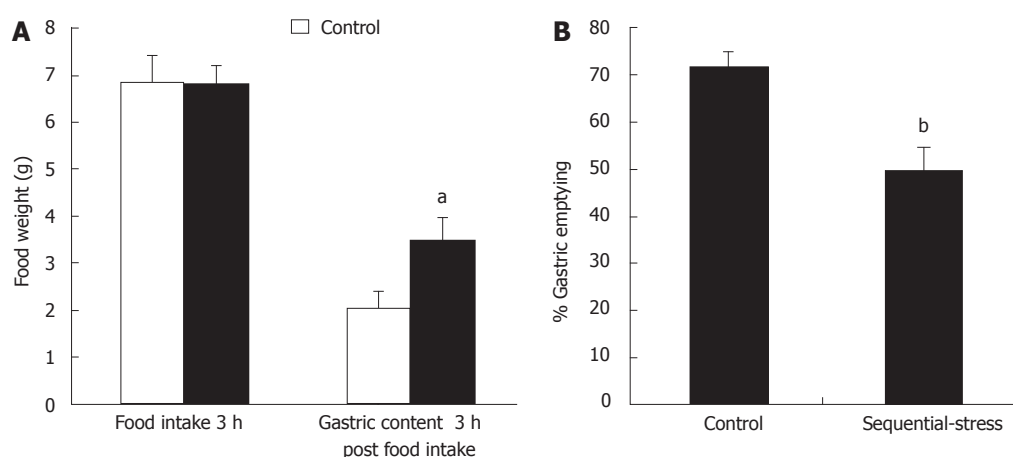 A
Control
8
7
6
5
4
3
2
1
0
Food weight (g)
a
Food intake 3 h
Gastric content 3 h
post food intake
B
80
70
60
50
40
30
20
10
0
% Gastric emptying
b
Control
Sequential-stress